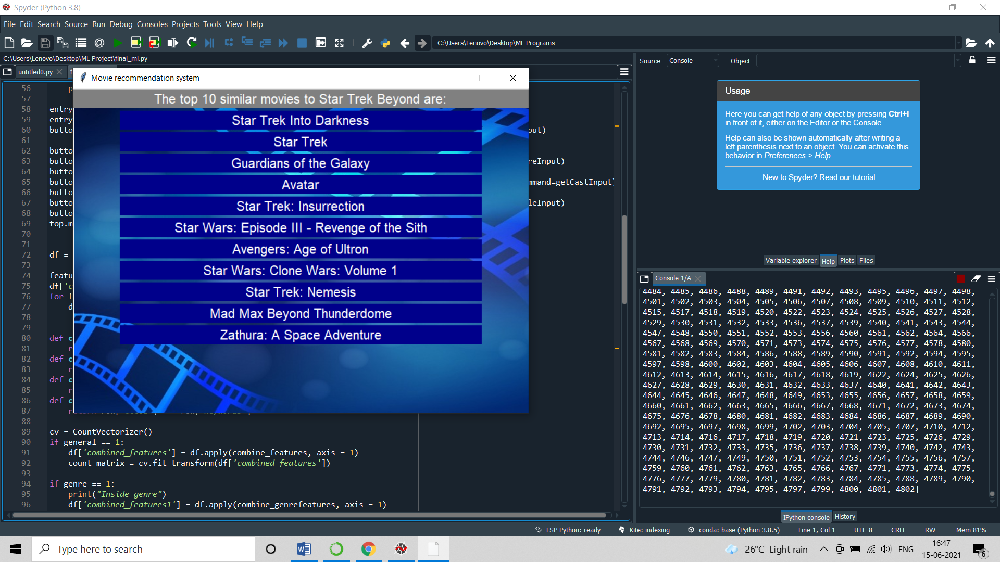 Spyder (Python 3.8)
File Edit Search Source Run Debug Consoles Projects Tools View Help
C:\Users\Lenovo\Desktop\ML Programs
C:\Users\Lenovo\Desktop\ML Project\final_ml.py
untitled0.py
Movie recommendation system
The top 10 similar movies to Star Trek Beyond are:
Star Trek Into Darkness
Star Trek
Guardians of the Galaxy
Avatar
Star Trek: Insurrection
Star Wars: Episode III - Revenge of the Sith
Avengers: Age of Ultron
Star Wars: Clone Wars: Volume 1
Star Trek: Nemesis
Mad Max Beyond Thunderdome
Zathura: A Space Adventure
56 p
57
58 entry
59 entry
60 butto put)
61
62 butto
63 butto reInput)
64 butto
65 butto mmand=getCastInput)
66 butto
67 butto leInput)
68 butto
69 top.m
70
71
72 df =
73
74 featu
75 df['c
76 for f
77 d
78
79
80 def c
81 r
82 def c
83 r
84 def c
85 r
86 def c
87
88
89 cv = CountVectorizer()
90 if general == 1:
91 df['combined_features'] = df.apply(combine_features, axis = 1)
92 count_matrix = cv.fit_transform(df['combined_features'])
93
94 if genre == 1:
95 print("Inside genre")
96 df['combined_features1'] = df.apply(combine_genrefeatures, axis = 1)
Source Console Object
Usage
Here you can get help of any object by pressing Ctrl+I
in front of it, either on the Editor or the Console.
Help can also be shown automatically after writing a
left parenthesis next to an object. You can activate this
behavior in Preferences > Help.
New to Spyder? Read our tutorial
Variable explorer Help Plots Files
Console 1/A
4484, 4485, 4486, 4488, 4489, 4491, 4492, 4493, 4495, 4496, 4497, 4498,
4501, 4502, 4503, 4504, 4505, 4506, 4507, 4508, 4509, 4510, 4511, 4512,
4515, 4517, 4518, 4519, 4520, 4522, 4523, 4524, 4525, 4526, 4527, 4528,
4529, 4530, 4531, 4532, 4533, 4536, 4537, 4539, 4540, 4541, 4543, 4544,
4547, 4548, 4550, 4551, 4552, 4553, 4556, 4560, 4561, 4562, 4564, 4566,
4567, 4568, 4569, 4570, 4571, 4573, 4574, 4575, 4576, 4577, 4578, 4580,
4581, 4582, 4583, 4584, 4586, 4588, 4589, 4590, 4591, 4592, 4594, 4595,
4597, 4598, 4600, 4602, 4603, 4604, 4605, 4606, 4607, 4608, 4610, 4611,
4612, 4613, 4614, 4615, 4616, 4617, 4618, 4619, 4622, 4624, 4625, 4626,
4627, 4628, 4629, 4630, 4631, 4632, 4633, 4637, 4640, 4641, 4642, 4643,
4644, 4645, 4646, 4647, 4648, 4649, 4653, 4655, 4656, 4657, 4658, 4659,
4660, 4661, 4662, 4663, 4665, 4666, 4667, 4668, 4671, 4672, 4673, 4674,
4675, 4676, 4678, 4680, 4681, 4682, 4683, 4684, 4686, 4687, 4689, 4690,
4692, 4695, 4697, 4698, 4699, 4702, 4703, 4704, 4705, 4707, 4710, 4712,
4713, 4714, 4716, 4717, 4718, 4719, 4720, 4721, 4723, 4725, 4726, 4729,
4730, 4731, 4732, 4733, 4735, 4736, 4737, 4738, 4739, 4740, 4742, 4743,
4744, 4746, 4747, 4749, 4750, 4751, 4752, 4753, 4754, 4755, 4756, 4757,
4759, 4760, 4761, 4762, 4763, 4765, 4766, 4767, 4771, 4773, 4774, 4775,
4776, 4777, 4779, 4780, 4781, 4782, 4783, 4784, 4785, 4788, 4789, 4790,
4791, 4792, 4793, 4794, 4795, 4797, 4799, 4800, 4801, 4802]
IPython console History
LSP Python: ready Kite: indexing conda: base (Python 3.8.5) Line 1, Col 1 UTF-8 CRLF RW Mem 81%
Type here to search
26°C Light rain ENG
16:47
15-06-2021
6